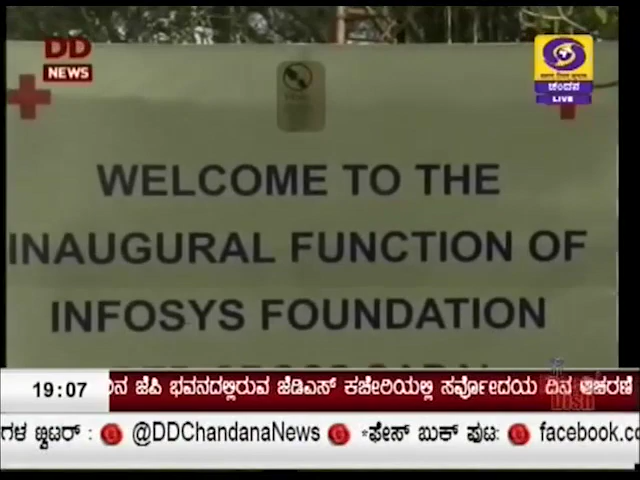 DD
NEWS
ಚಂದನ
LIVE
WELCOME TO THE
INAUGURAL FUNCTION OF
INFOSYS FOUNDATION
19:07
ಜೆಪಿ ಭವನದಲ್ಲಿರುವ ಜೆಡಿಎಸ್ ಕಚೇರಿಯಲ್ಲಿ ಸರ್ವೋದಯ ದಿನ ಆಚರಣೆ
ಗಳ ಟ್ವಿಟರ್ : @DDChandanaNews *ಫೇಸ್ ಬುಕ್ ಪುಟ: facebook.co